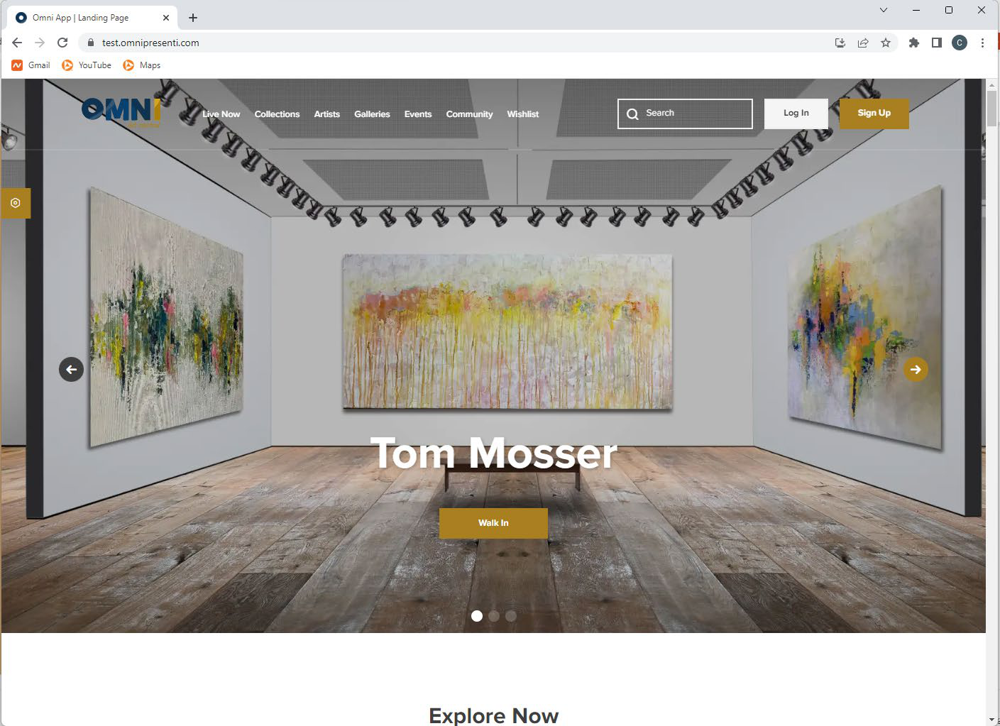 Omni App | Landing Page
test.omnipresenti.com
C
Gmail
YouTube
Maps
OMNI
Live Now
Collections
Artists
Galleries
Events
Community
Wishlist
Search
Log In
Sign Up
Tom Mosser
Walk In
Explore Now